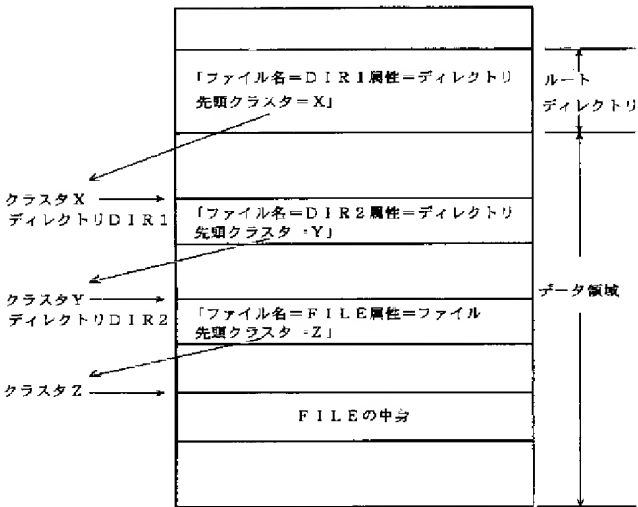 「ファイル名=DIR1属性=ディレクトリ
先頭クラスタ=X」
ルート
ディレクトリ
クラスタX
ディレクトリDIR1
「ファイル名=DIR2属性=ディレクトリ
先頭クラスタ=Y」
クラスタY
ディレクトリDIR2
データ領域
「ファイル名=FILE属性=ファイル
先頭クラスタ=Z」
クラスタZ
FILEの中身